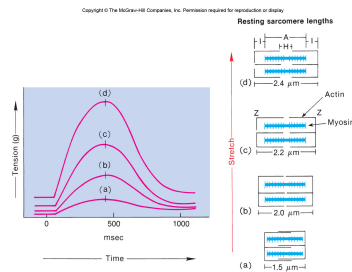 Copyright © The McGraw-Hill Companies, Inc. Permission required for reproduction or display
Resting sarcomere lengths
A
I
I
H
(d)
2.4 μm
Actin
Z
Z
Myosin
(c)
2.2 μm
Stretch
(b)
2.0 μm
(a)
1.5 μm
Tension (g)
(d)
(c)
(b)
(a)
0
500
1000
msec
Time